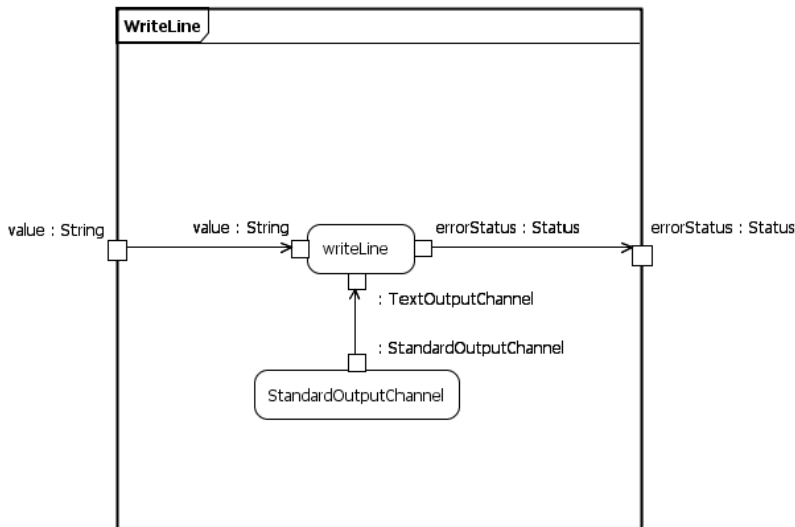 WriteLine
value : String
value : String
errorStatus : Status
errorStatus : Status
writeLine
: TextOutputChannel
: StandardOutputChannel
StandardOutputChannel